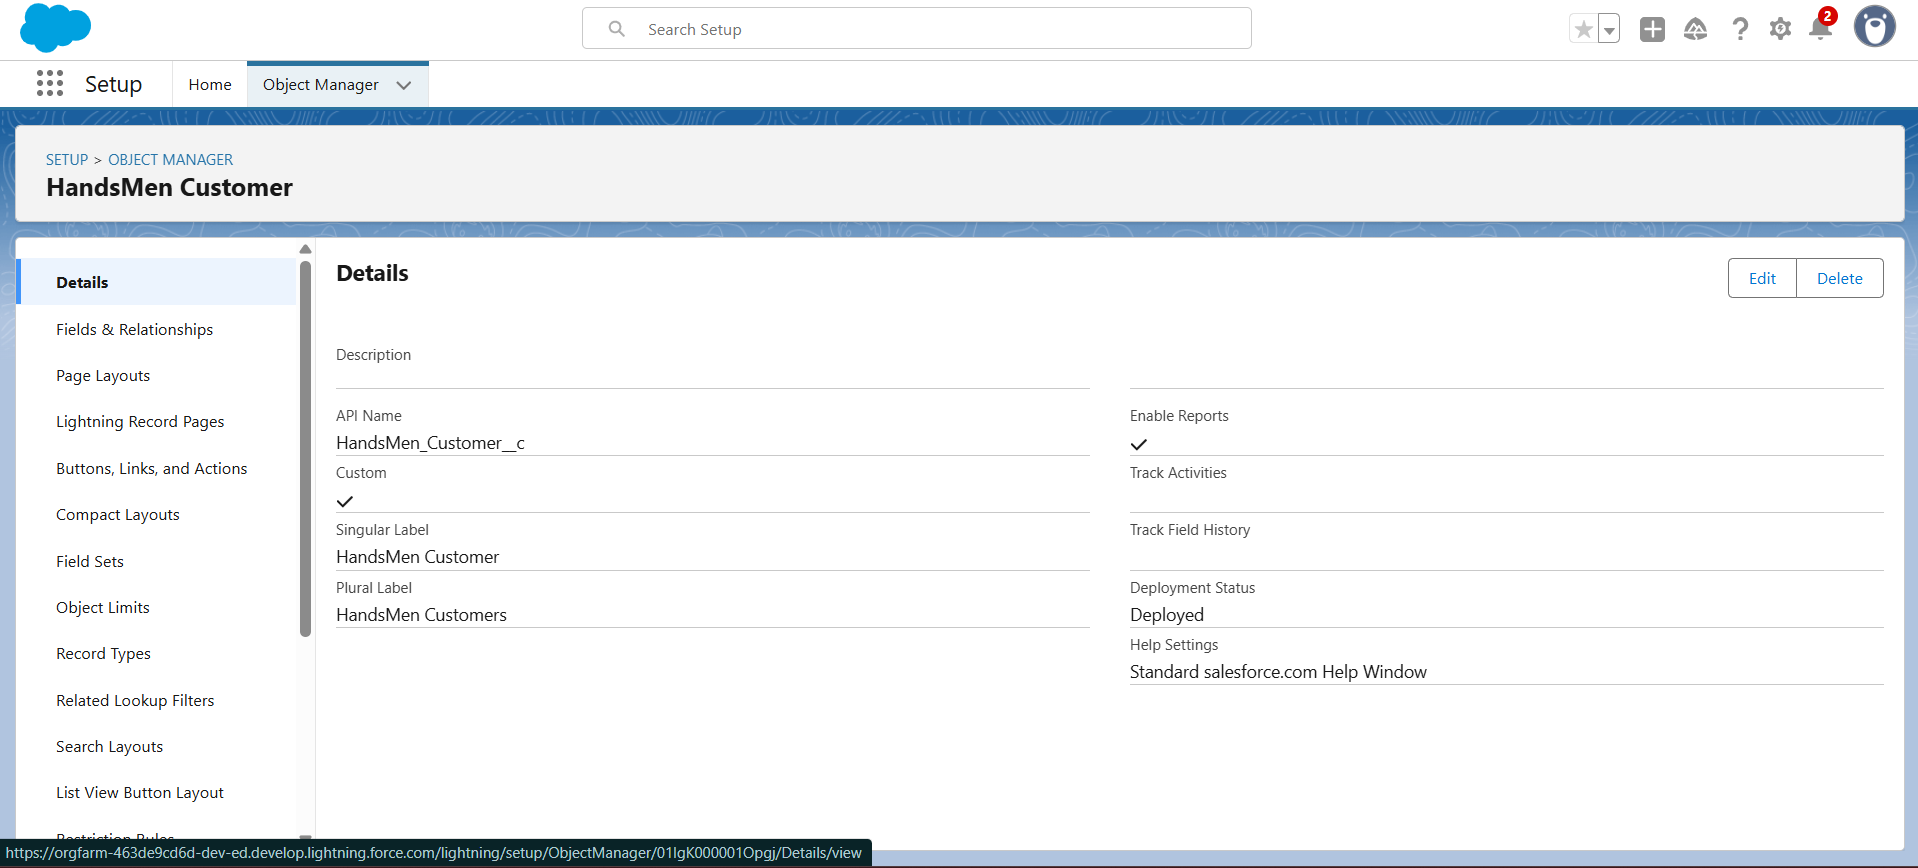 Search Setup
2
Setup
Home
Object Manager
SETUP > OBJECT MANAGER
HandsMen Customer
Details
Fields & Relationships
Page Layouts
Lightning Record Pages
Buttons, Links, and Actions
Compact Layouts
Field Sets
Object Limits
Record Types
Related Lookup Filters
Search Layouts
List View Button Layout
Restriction Rules
Details
Edit
Delete
Description
API Name
HandsMen_Customer__c
Custom
Singular Label
HandsMen Customer
Plural Label
HandsMen Customers
Enable Reports
Track Activities
Track Field History
Deployment Status
Deployed
Help Settings
Standard salesforce.com Help Window
https://orgfarm-463de9cd6d-dev-ed.develop.lightning.force.com/lightning/setup/ObjectManager/01IgK000001Opgj/Details/view